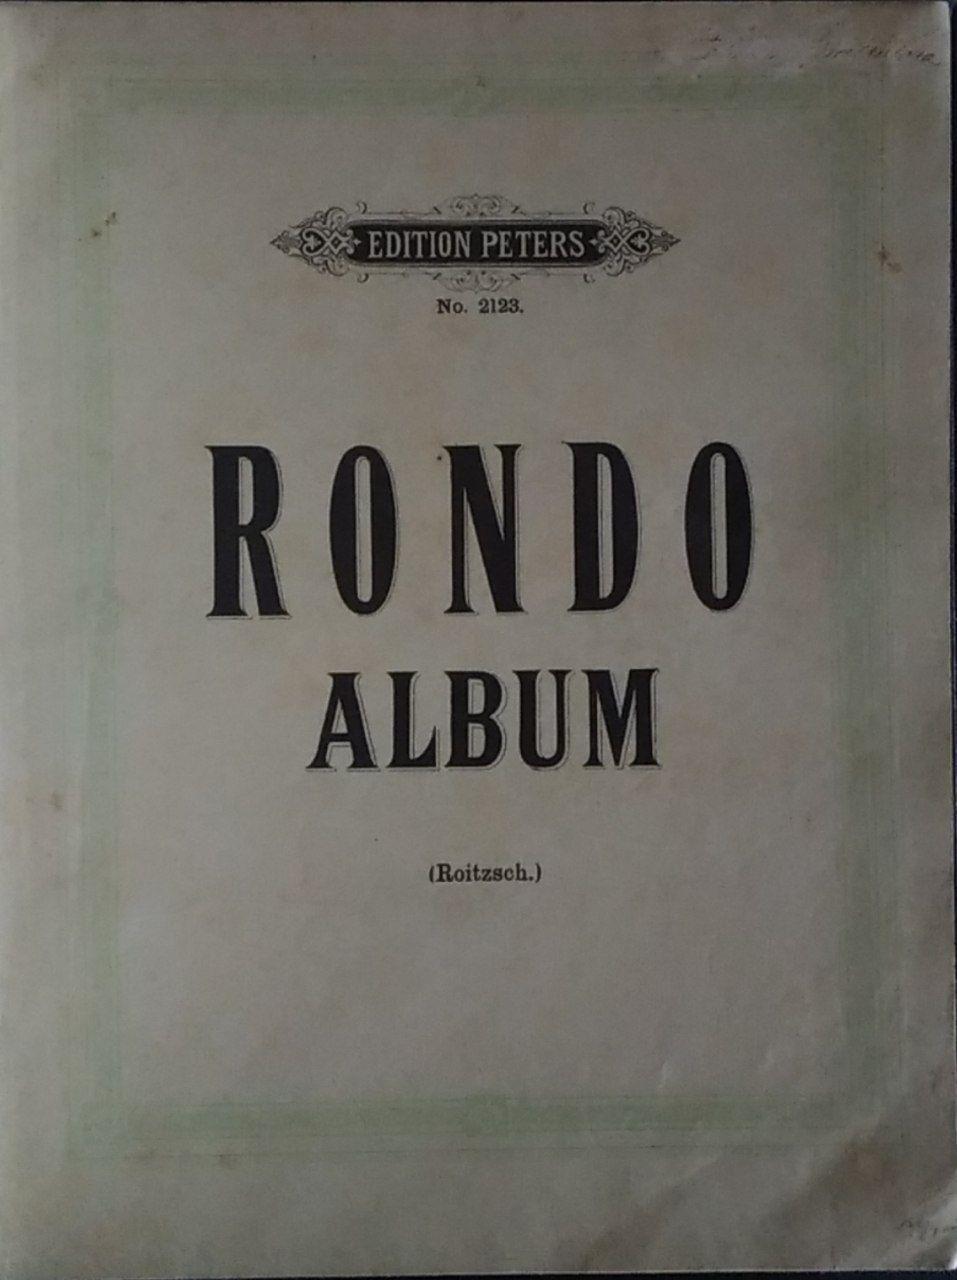 EDITION PETERS
No. 2123.
RONDO
ALBUM
(Roitzsch.)